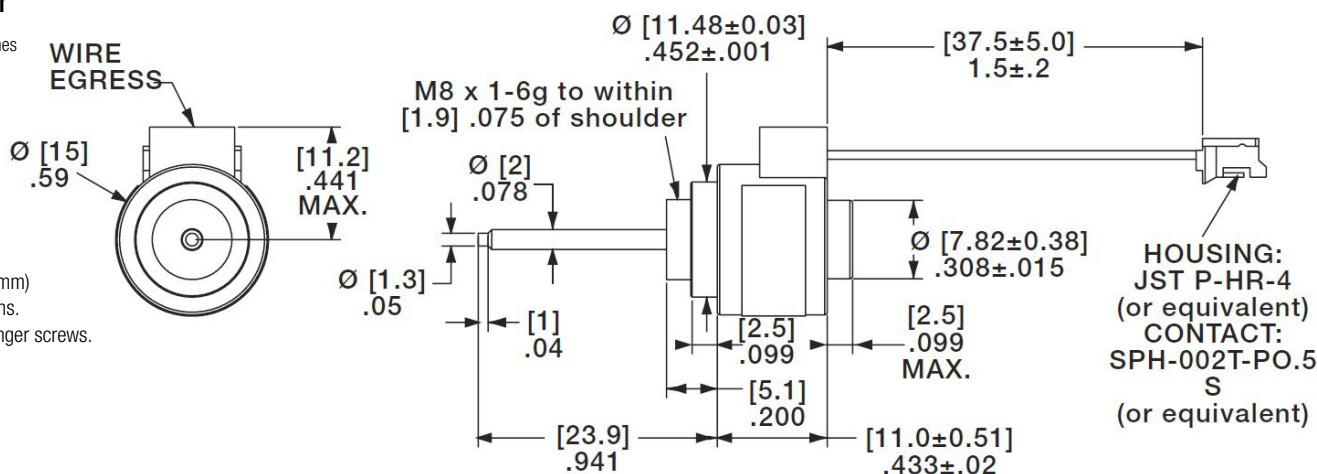 nes
WIRE
EGRESS
Ø [15]
.59
[11.2]
.441
MAX.
Ø [11.48±0.03]
.452±.001
M8 x 1-6g to within
[1.9] .075 of shoulder
[37.5±5.0]
1.5±.2
Ø [2]
.078
Ø [1.3]
.05
[1]
.04
Ø [7.82±0.38]
.308±.015
[2.5]
.099
[2.5]
.099
MAX.
[5.1]
.200
[23.9]
.941
[11.0±0.51]
.433±.02
HOUSING:
JST P-HR-4
(or equivalent)
CONTACT:
SPH-002T-PO.5
S
(or equivalent)
mm)
ns.
nger screws.